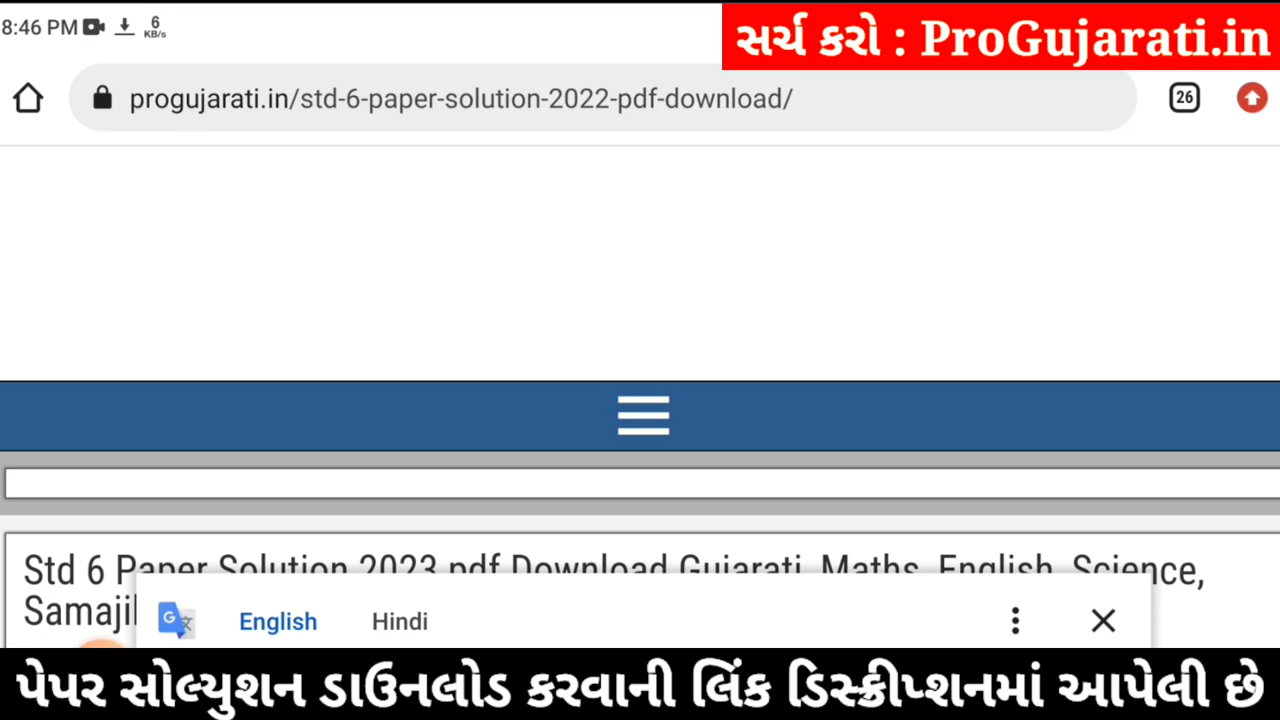 8:46 PM 6 KB/s
સર્ચ કરો : ProGujarati.in
progujarati.in/std-6-paper-solution-2022-pdf-download/
26
Std 6 Paper Solution 2023 pdf Download Gujarati, Maths, English, Science,
English Hindi
પેપર સોલ્યુશન ડાઉનલોડ કરવાની લિંક ડિસ્ક્રીપ્શનમાં આપેલી છે